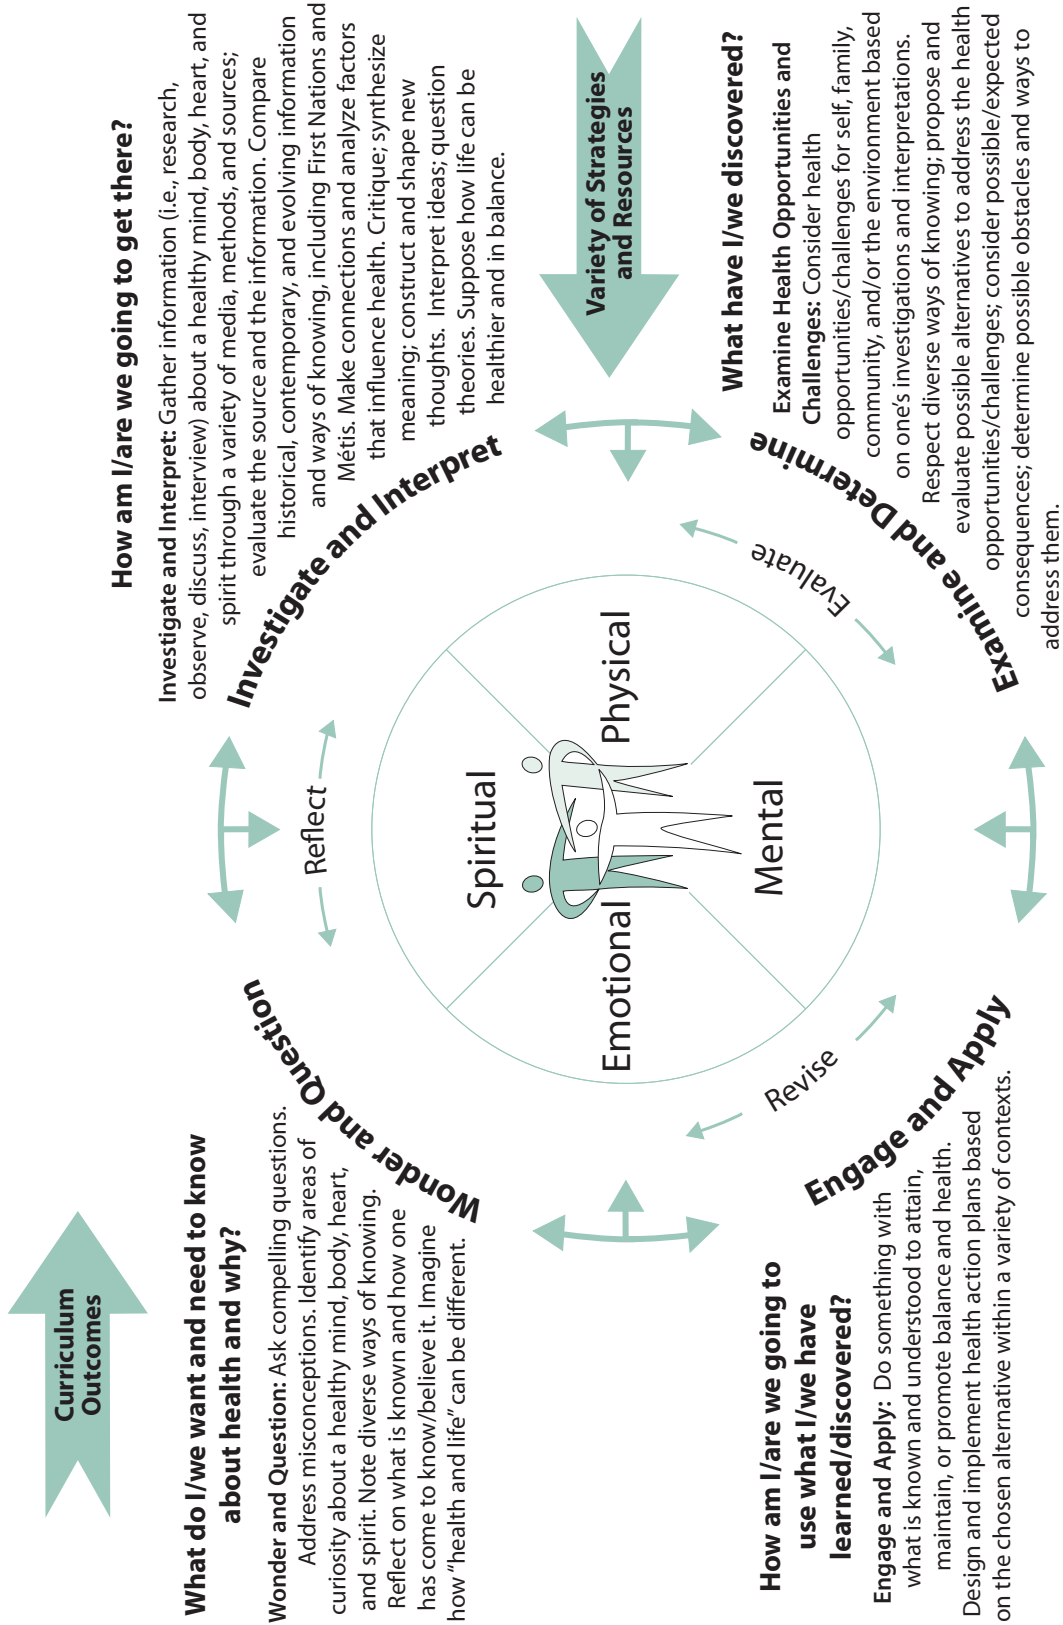 Curriculum
Outcomes
What do I/we want and need to know
about health and why?
Wonder and Question: Ask compelling questions.
Address misconceptions. Identify areas of
curiosity about a healthy mind, body, heart,
and spirit. Note diverse ways of knowing.
Reflect on what is known and how one
has come to know/believe it. Imagine
how “health and life” can be different.
Wonder and Question
How am I/are we going to get there?
Investigate and Interpret: Gather information (i.e., research,
observe, discuss, interview) about a healthy mind, body, heart, and
spirit through a variety of media, methods, and sources;
evaluate the source and the information. Compare
historical, contemporary, and evolving information
and ways of knowing, including First Nations and
Métis. Make connections and analyze factors
that influence health. Critique; synthesize
meaning; construct and shape new
thoughts. Interpret ideas; question
theories. Suppose how life can be
healthier and in balance.
Investigate and Interpret
Variety of Strategies
and Resources
Reflect
Spiritual
Emotional
Physical
Mental
Revise
Evaluate
How am I/are we going to
use what I/we have
learned/discovered?
Engage and Apply: Do something with
what is known and understood to attain,
maintain, or promote balance and health.
Design and implement health action plans based
on the chosen alternative within a variety of contexts.
Engage and Apply
What have I/we discovered?
Examine Health Opportunities and
Challenges: Consider health
opportunities/challenges for self, family,
community, and/or the environment based
on one’s investigations and interpretations.
Respect diverse ways of knowing; propose and
evaluate possible alternatives to address the health
opportunities/challenges; consider possible/expected
consequences; determine possible obstacles and ways to
address them.
Examine and Determine